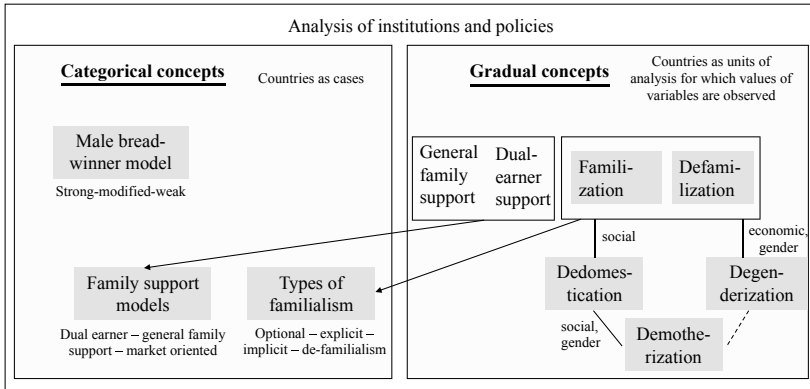 Analysis of institutions and policies
Categorical concepts
Countries as cases
Male bread-
winner model
Strong-modified-weak
Family support
models
Dual earner – general family
support – market oriented
Types of
familialism
Optional – explicit –
implicit – de-familialism
Gradual concepts
Countries as units of
analysis for which values of
variables are observed
General
family
support
Dual-
earner
support
Famili-
zation
Defami-
lization
social
economic,
gender
Dedomes-
tication
Degen-
derization
social,
gender
Demothe-
rization